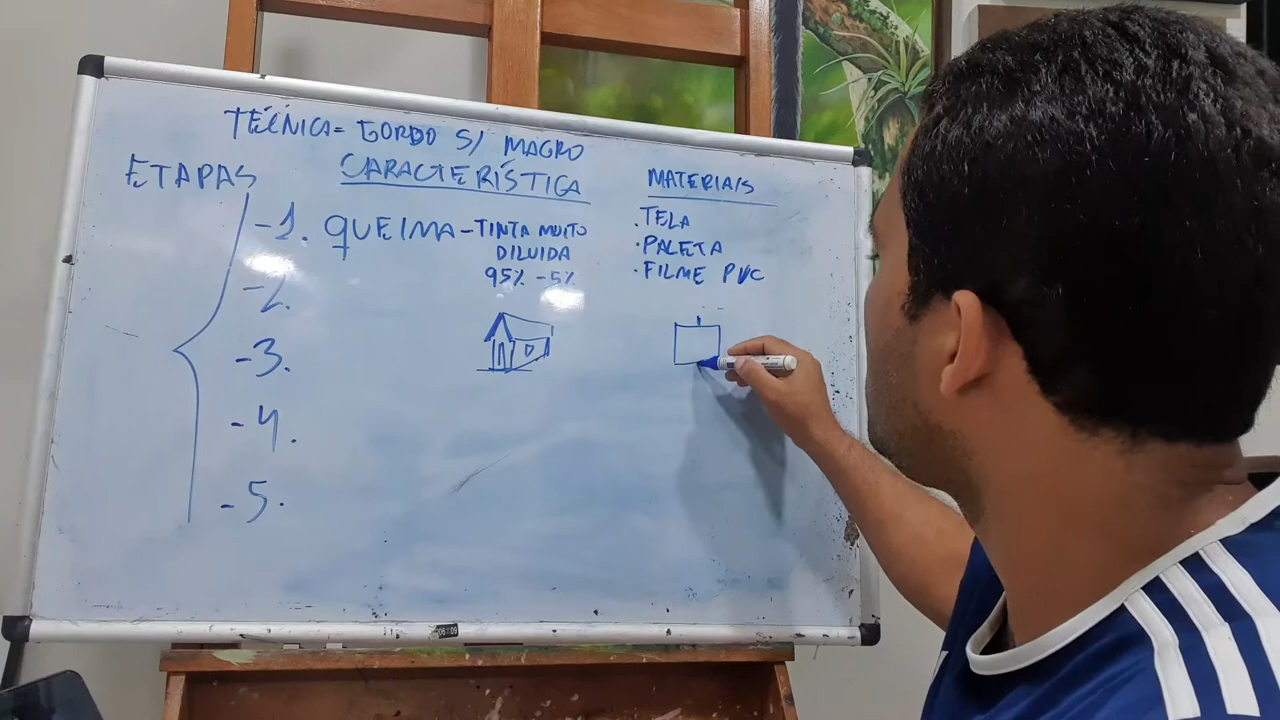 TÉCNICA= GORDO S/ MAGRO
ETAPAS
CARACTERÍSTICA
MATERIAIS
-1. QUEIMA - TINTA MUITO
DILUIDA
95% - 5%
-2.
-3.
-4.
-5.
.TELA
.PALETA
.FILME PVC